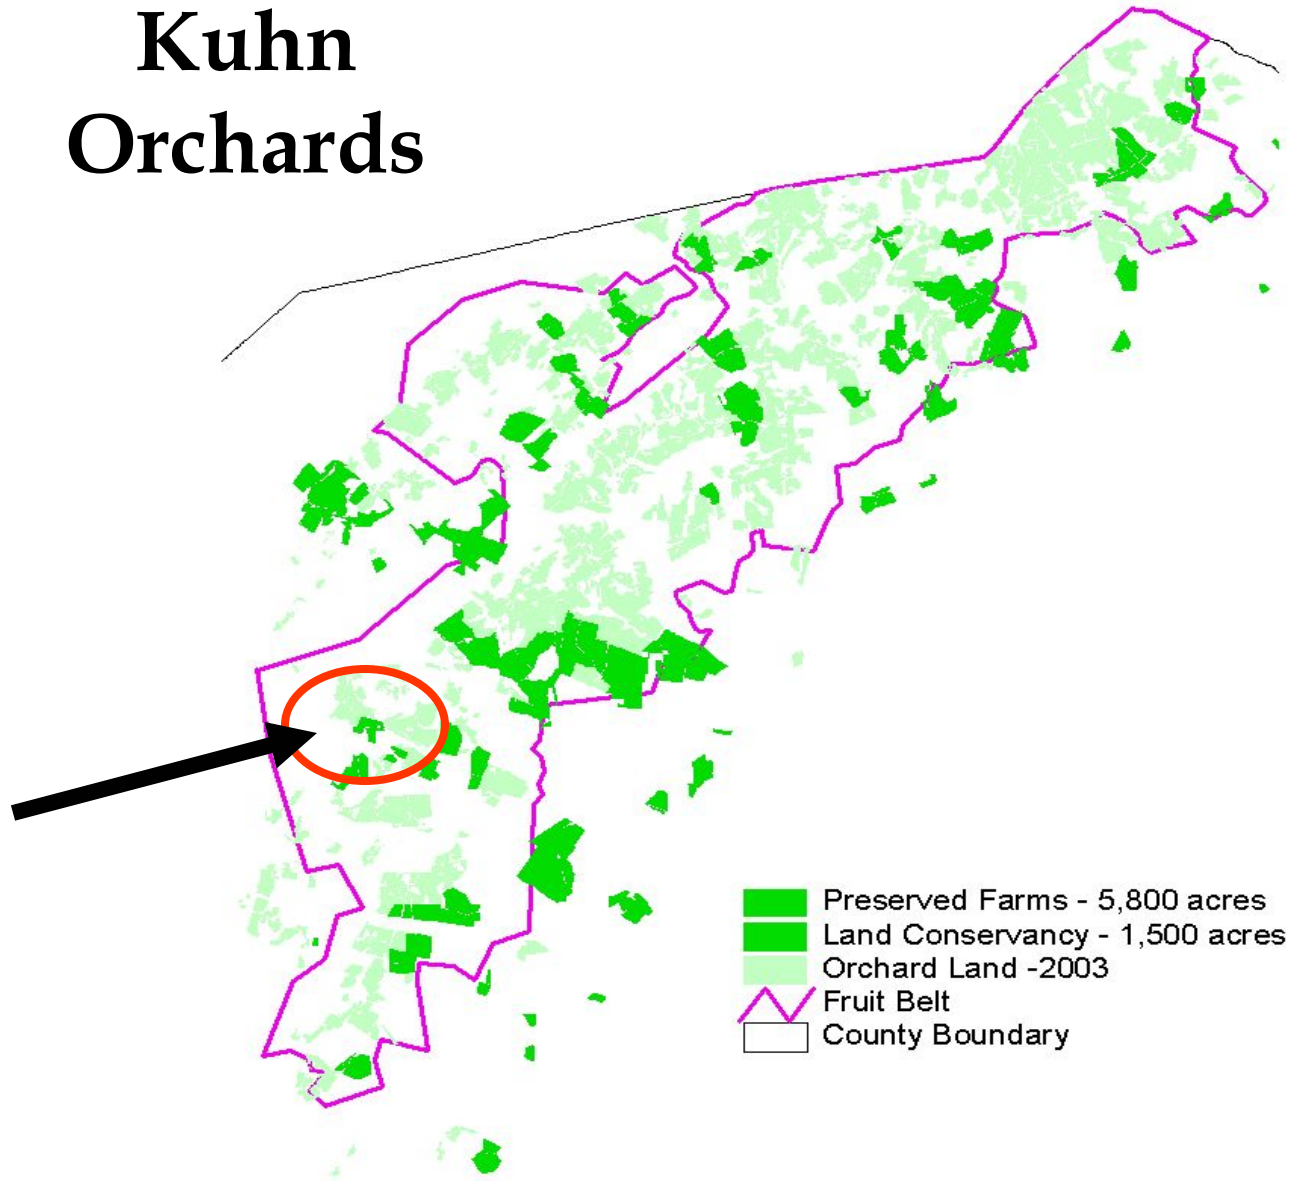 Kuhn
Orchards
Preserved Farms - 5,800 acres
Land Conservancy - 1,500 acres
Orchard Land -2003
Fruit Belt
County Boundary